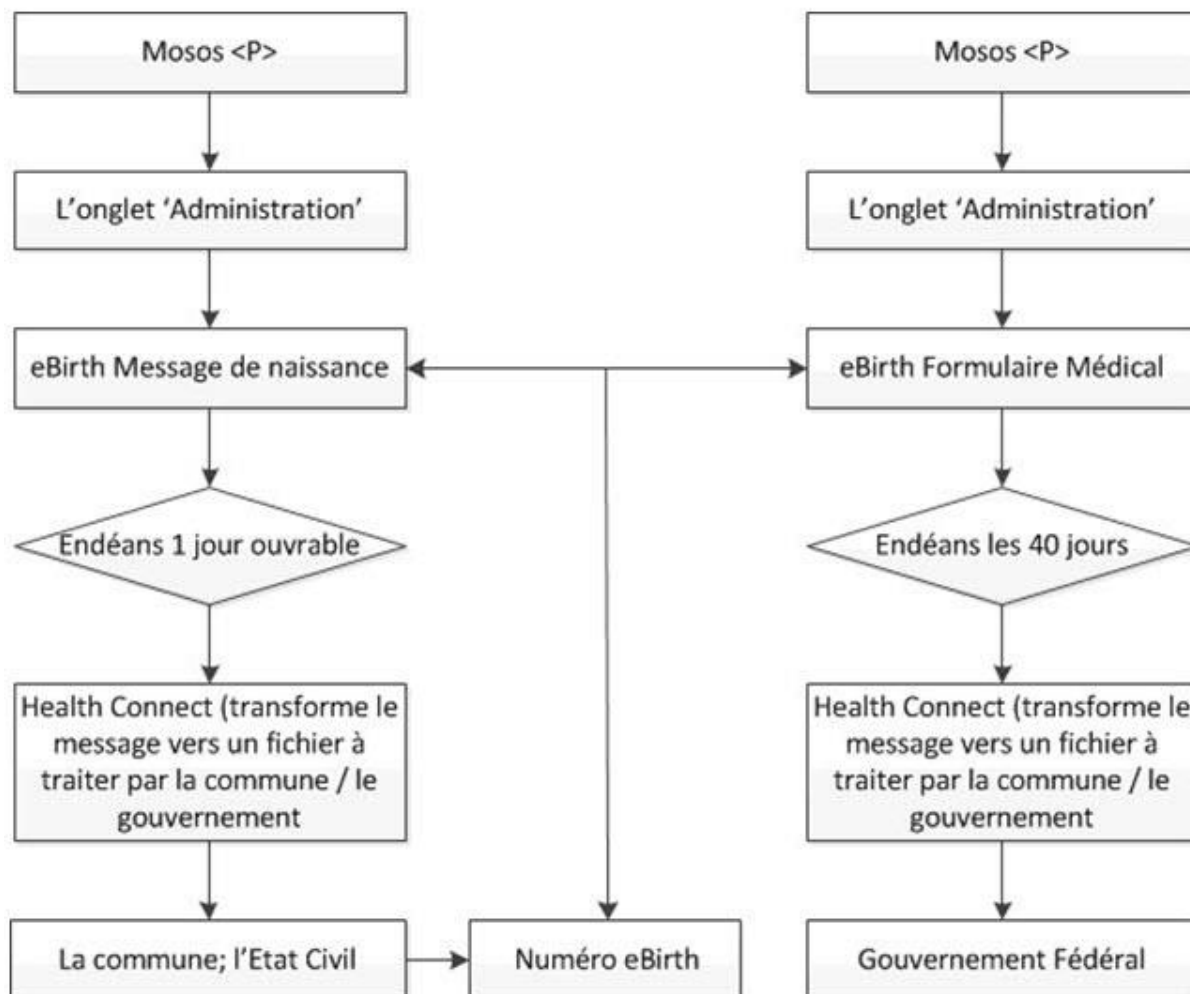 Mosos <P>
L'onglet ‘Administration’
eBirth Message de naissance
Endéans 1 jour ouvrable
Health Connect (transforme le
message vers un fichier à
traiter par la commune / le
gouvernement
La commune; l'Etat Civil
Numéro eBirth
Mosos <P>
L'onglet ‘Administration’
eBirth Formulaire Médical
Endéans les 40 jours
Health Connect (transforme le
message vers un fichier à
traiter par la commune / le
gouvernement
Gouvernement Fédéral